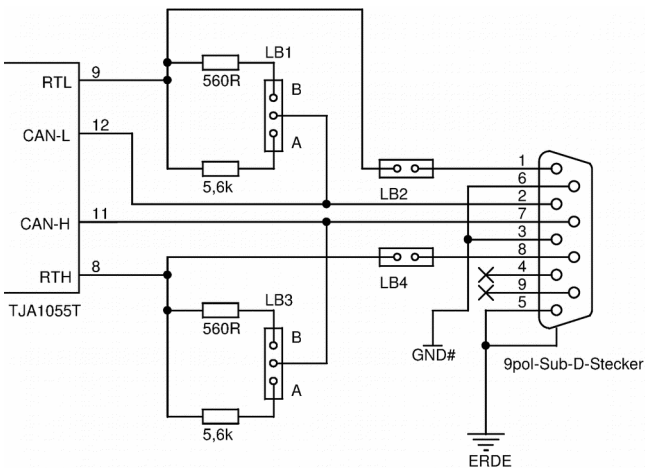 LB1
RTL 9
560R
B
A
CAN-L 12
5,6k
LB2
1
6
2
CAN-H 11
7
3
8
RTH 8
LB4
4
9
5
TJA1055T
LB3
560R
B
A
5,6k
GND#
9pol-Sub-D-Stecker
ERDE